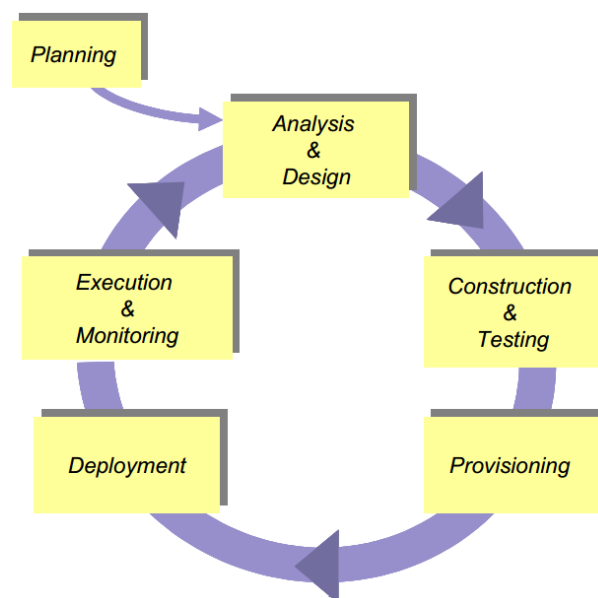 Planning
Analysis
&
Design
Construction
&
Testing
Provisioning
Deployment
Execution
&
Monitoring